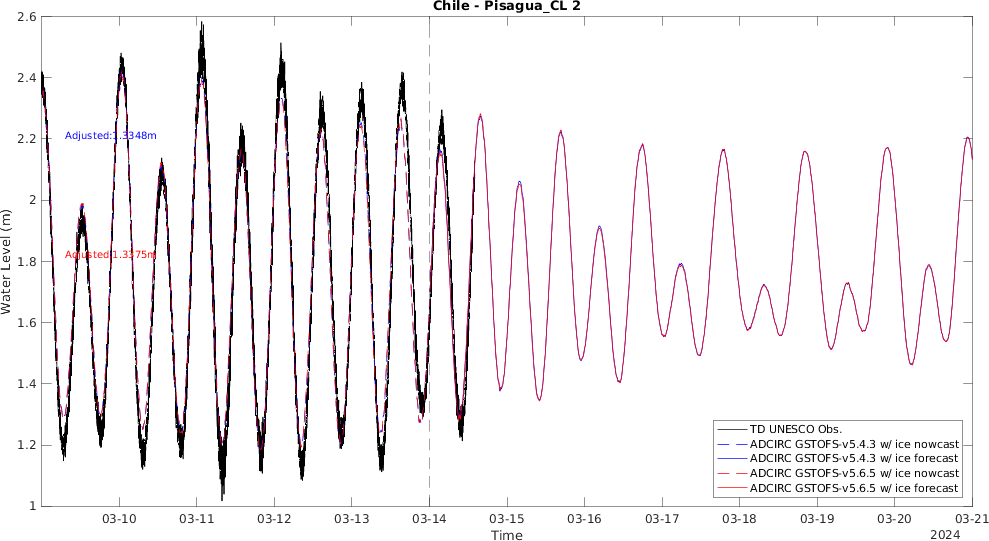 Chile - Pisagua_CL 2
2.6
2.4
2.2
2
1.8
1.6
1.4
1.2
1
Water Level (m)
Adjusted:1.3348m
Adjusted:1.3375m
TD UNESCO Obs.
ADCIRC GSTOFS-v5.4.3 w/ ice nowcast
ADCIRC GSTOFS-v5.4.3 w/ ice forecast
ADCIRC GSTOFS-v5.6.5 w/ ice nowcast
ADCIRC GSTOFS-v5.6.5 w/ ice forecast
03-10 03-11 03-12 03-13 03-14 03-15 03-16 03-17 03-18 03-19 03-20 03-21
Time
2024